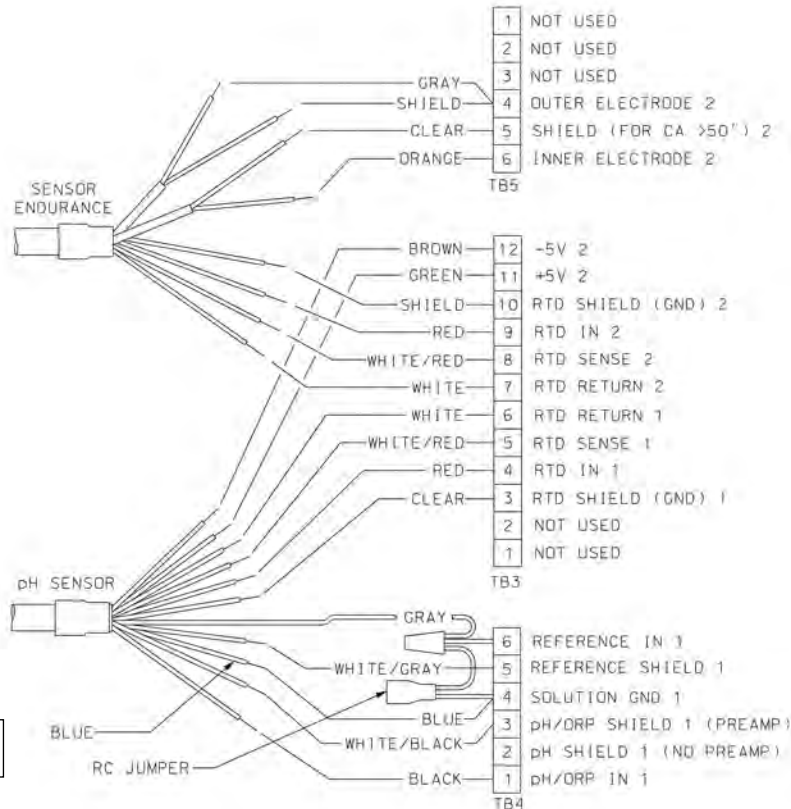 1 NOT USED
2 NOT USED
3 NOT USED
GRAY
SHIELD 4 OUTER ELECTRODE 2
CLEAR 5 SHIELD (FOR CA >50") 2
ORANGE 6 INNER ELECTRODE 2
TB5
SENSOR
ENDURANCE
BROWN 12 -5V 2
GREEN 11 +5V 2
SHIELD 10 RTD SHIELD (GND) 2
RED 9 RTD IN 2
WHITE/RED 8 RTD SENSE 2
WHITE 7 RTD RETURN 2
WHITE 6 RTD RETURN 1
WHITE/RED 5 RTD SENSE 1
RED 4 RTD IN 1
CLEAR 3 RTD SHIELD (GND) 1
2 NOT USED
1 NOT USED
TB3
pH SENSOR
GRAY
6 REFERENCE IN 1
WHITE/GRAY 5 REFERENCE SHIELD 1
BLUE 4 SOLUTION GND 1
BLUE
WHITE/BLACK 3 pH/ORP SHIELD 1 (PREAMP)
RC JUMPER
2 pH SHIELD 1 (NO PREAMP)
BLACK 1 pH/ORP IN 1
TB4